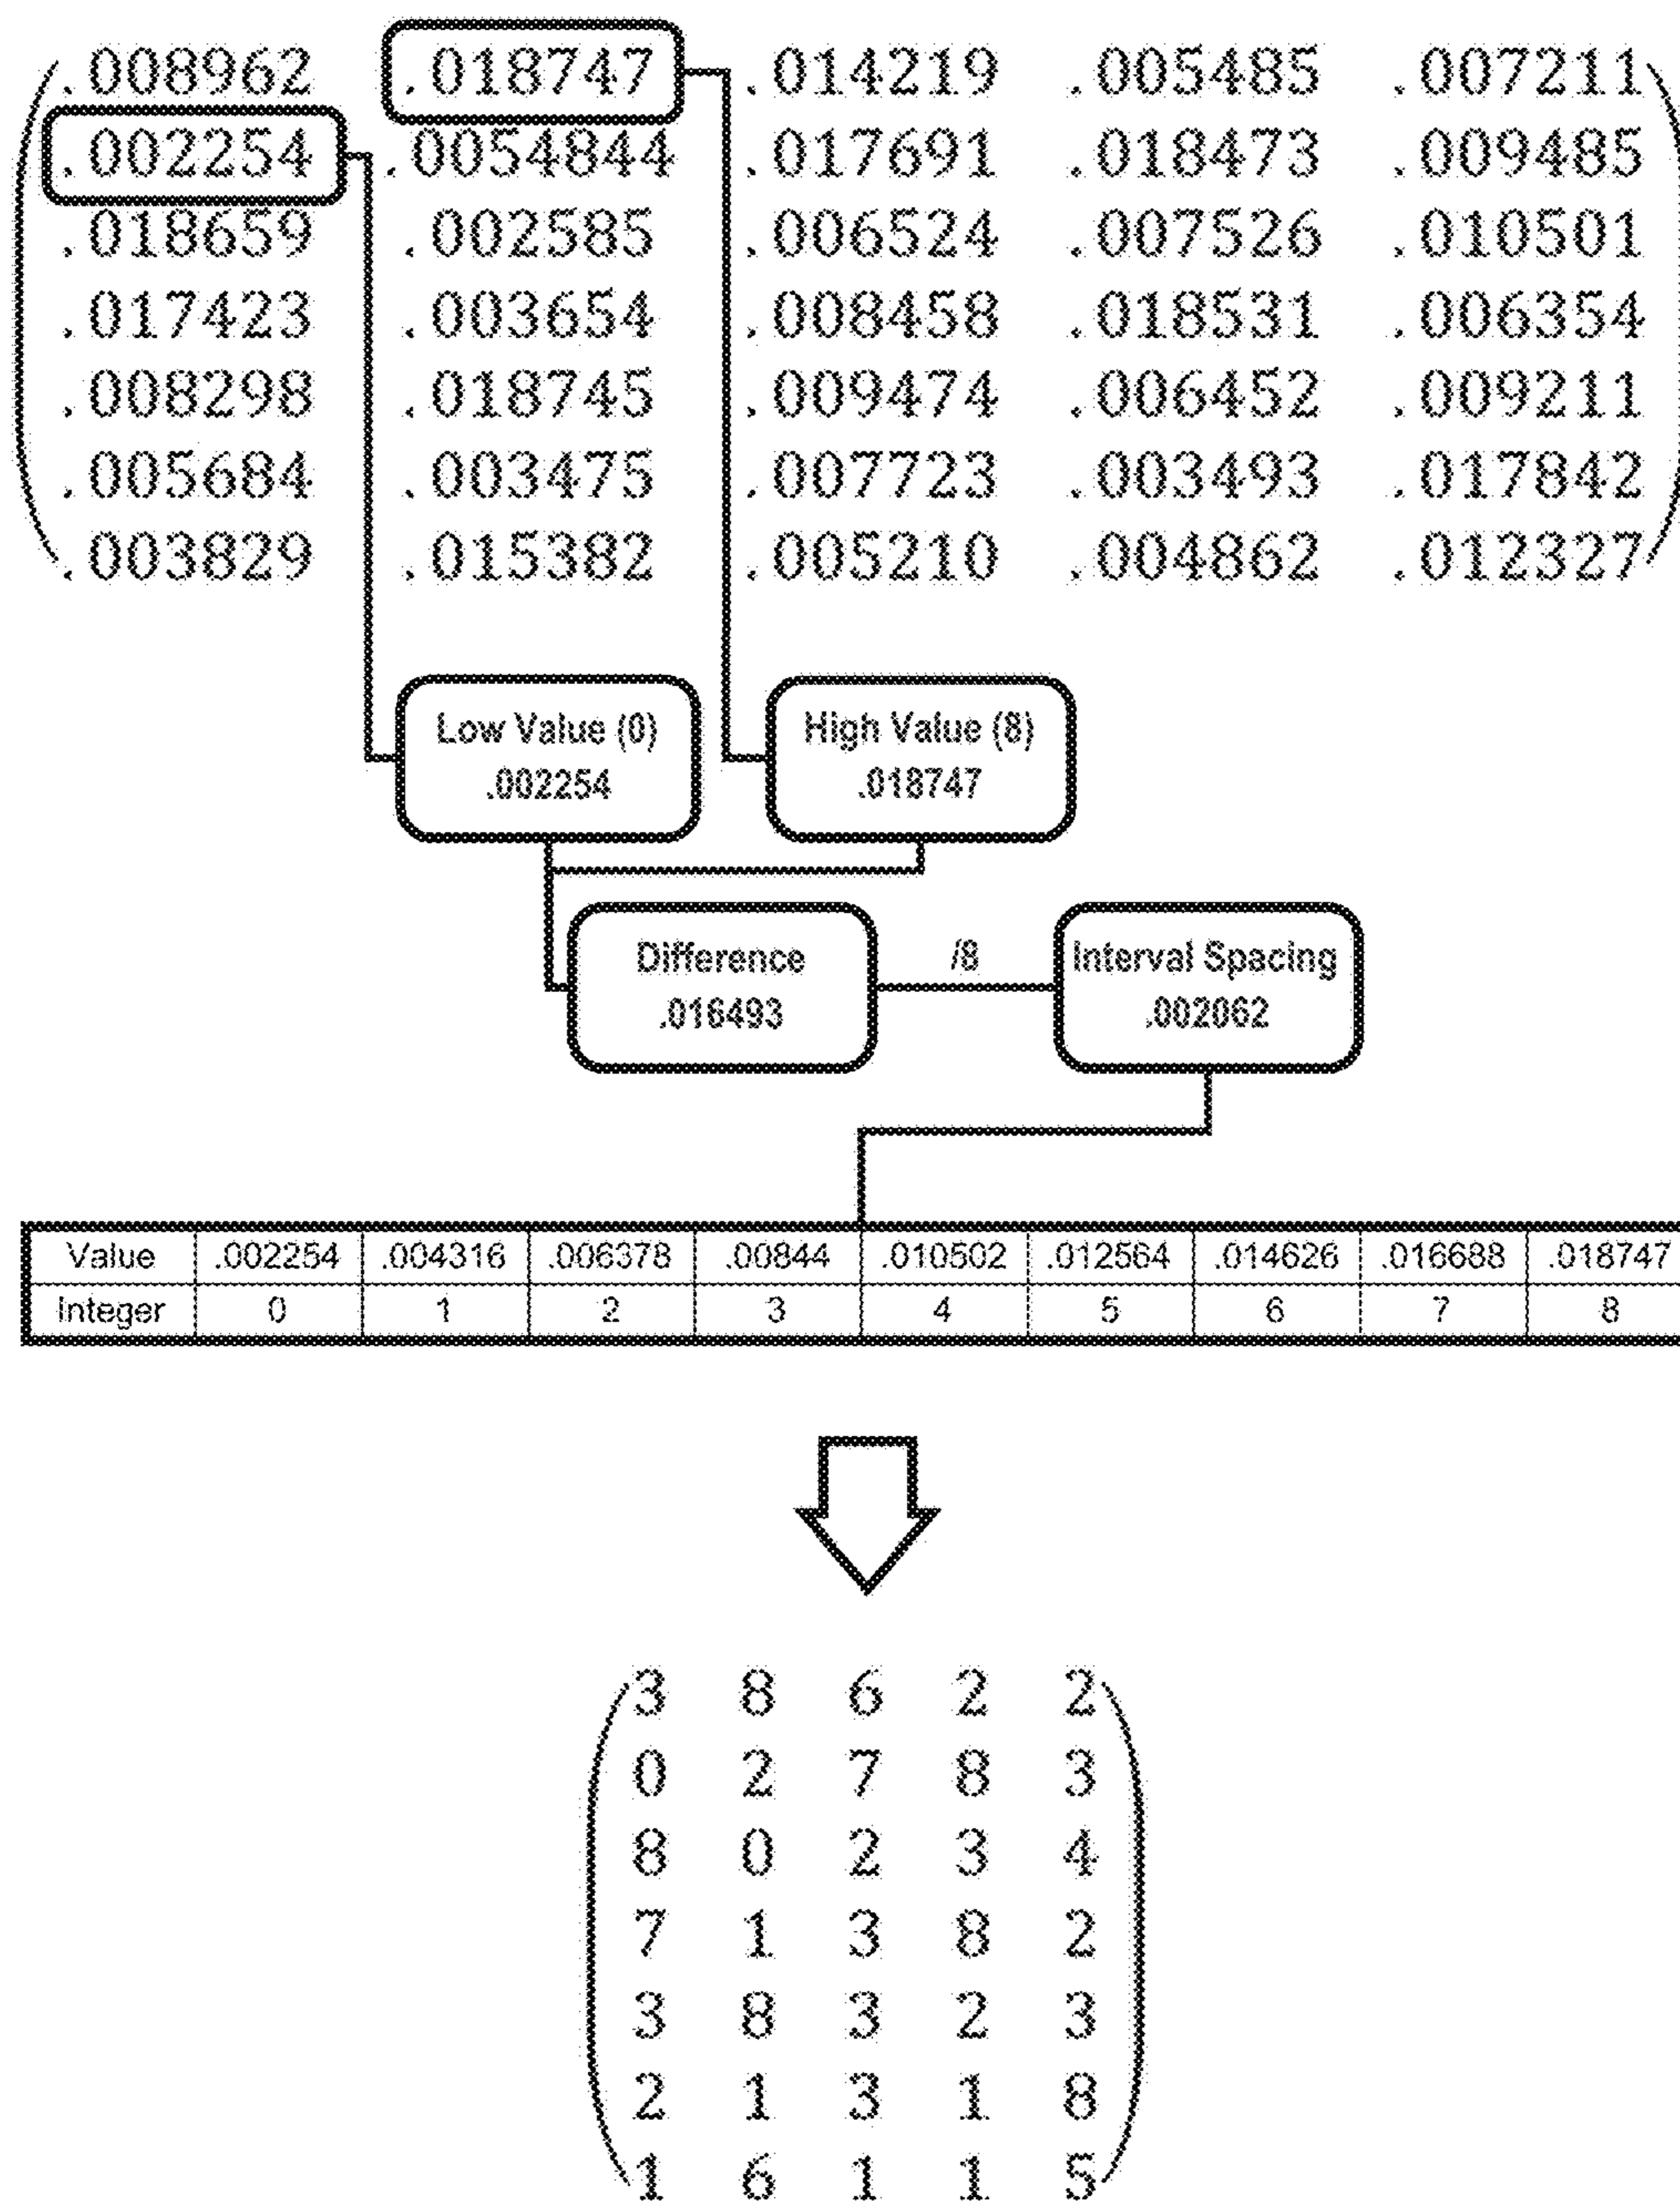 .008962 .018747 .014219 .005485 .007211
.002254 .0054844 .017691 .018473 .009485
.018659 .002585 .006524 .007526 .010501
.017423 .003654 .008458 .018531 .006354
.008298 .018745 .009474 .006452 .009211
.005684 .003475 .007723 .003493 .017842
.003829 .015382 .005210 .004862 .012327
Low Value (0) High Value (8)
.002254 .018747
Difference /8 Interval Spacing
.016493 .002062
Value .002254 .004316 .006378 .00844 .010502 .012564 .014626 .016688 .018747
Integer 0 1 2 3 4 5 6 7 8
3 8 6 2 2
0 2 7 8 3
8 0 2 3 4
7 1 3 8 2
3 8 3 2 3
2 1 3 1 8
1 6 1 1 5